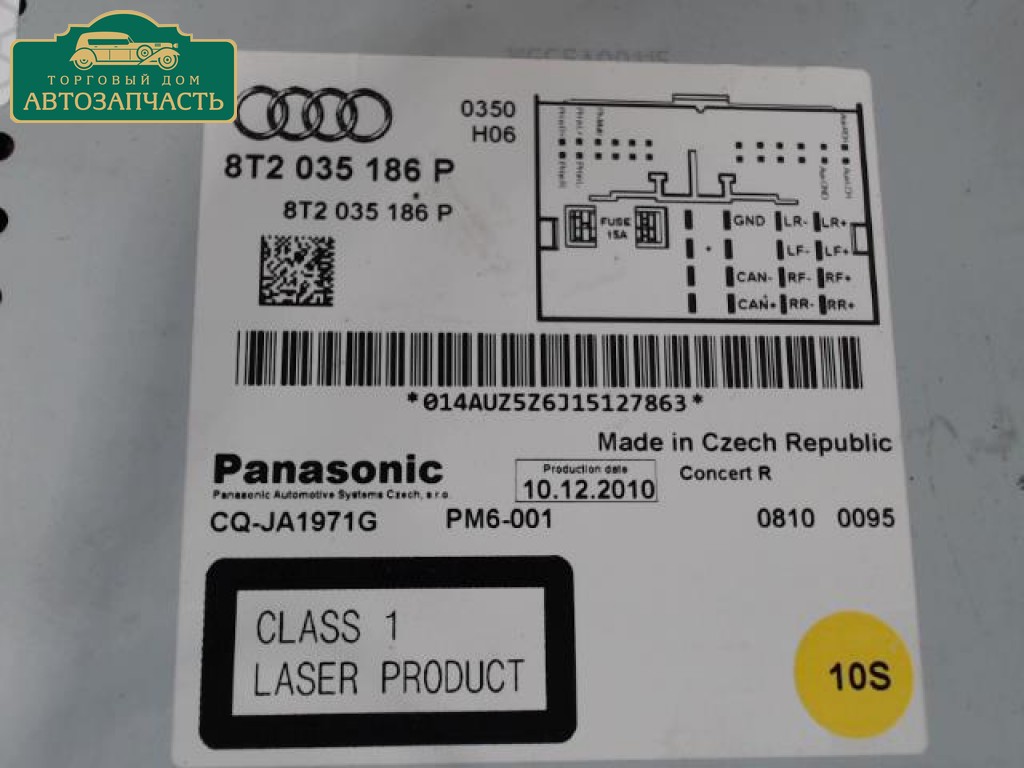 ТОРГОВЫЙ ДОМ
АВТОЗАПЧАСТЬ
8T2 035 186 P
8T2 035 186 P
0350
H06
FUSE
15A
GND LR- LR+
LF- LF+
CAN- RF- RF+
CAN+ RR- RR+
*014AUZ5Z6J15127863*
Made in Czech Republic
Panasonic
Panasonic Automotive Systems Czech, s.r.o.
Production date
10.12.2010
Concert R
CQ-JA1971G
PM6-001
0810 0095
CLASS 1
LASER PRODUCT
10S